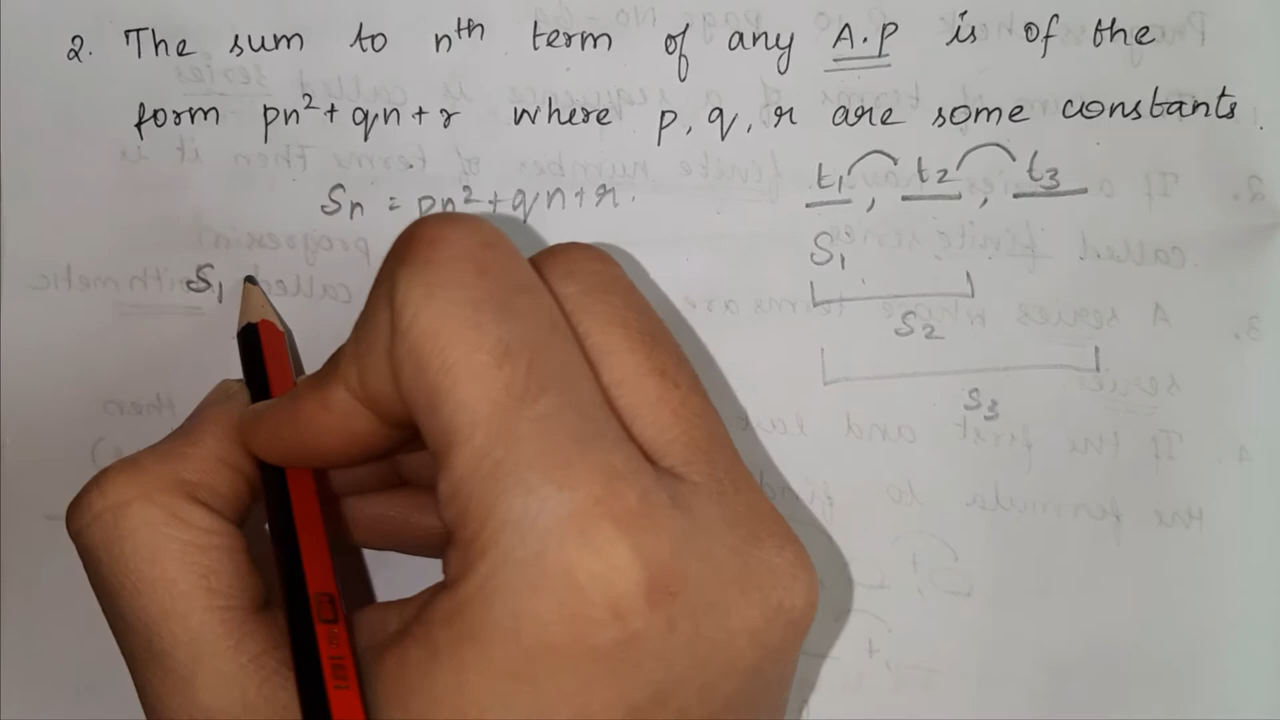 2. The sum to nth term of any A.P is of the
form pn²+qn+r where p, q, r are some constants.
t1, t2, t3
Sn = pn²+qn+r.
S1
S1
S2
S3